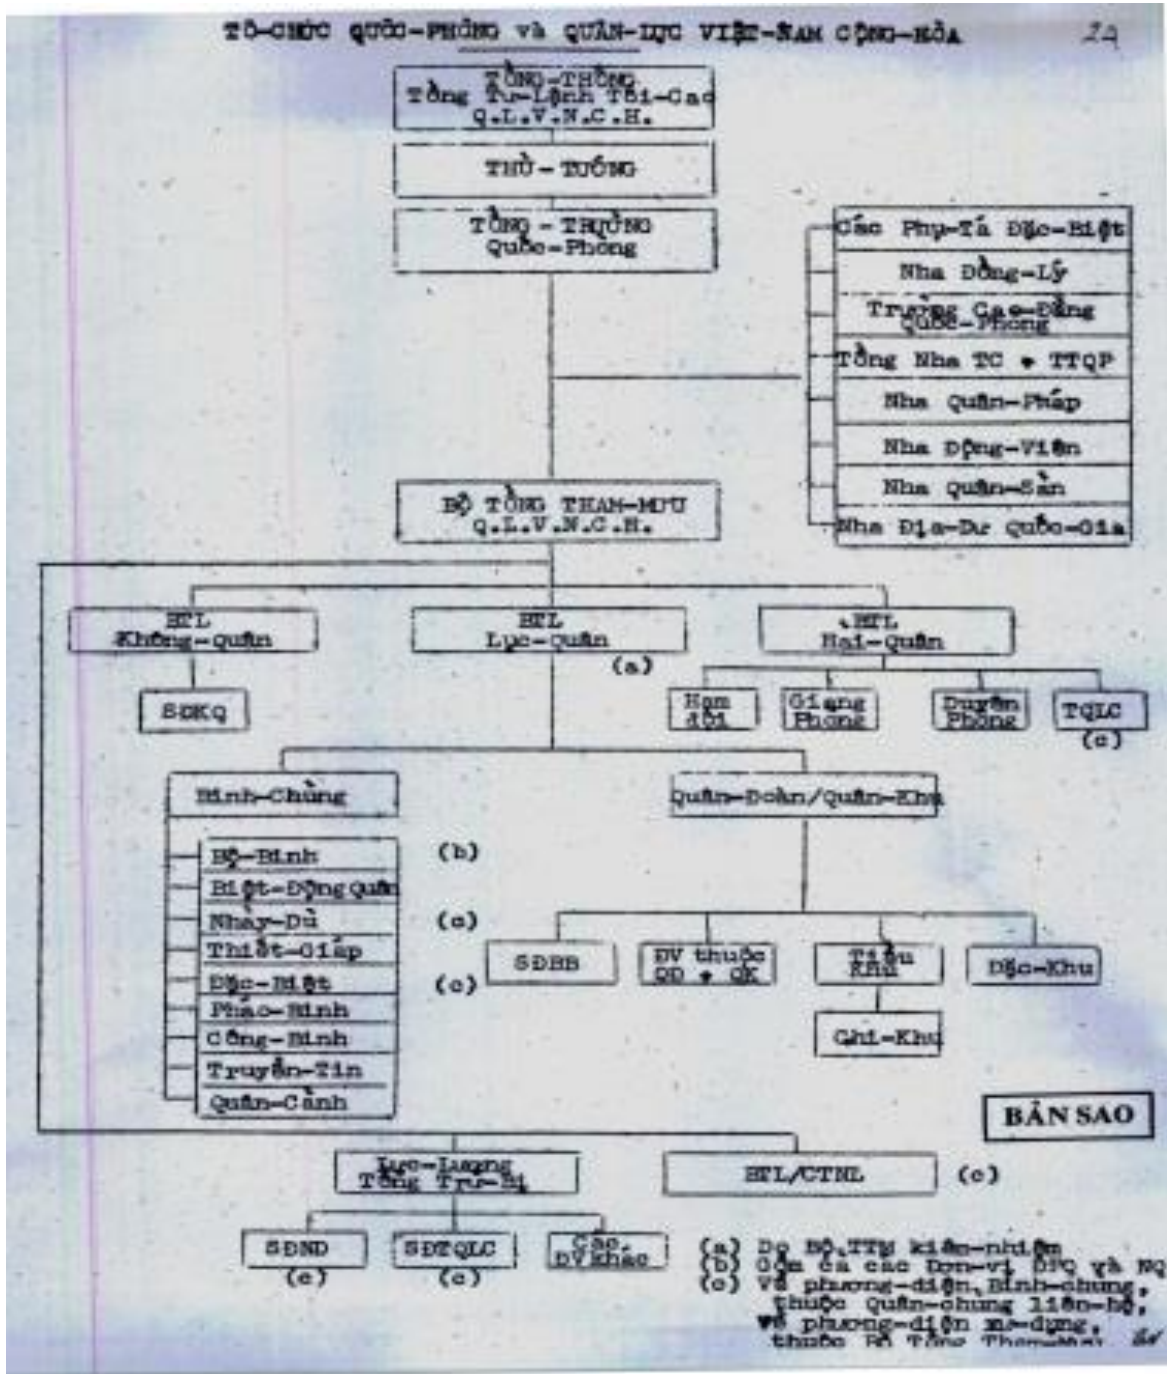 TỔ-CHỨC QUỐC-PHÒNG và QUÂN-LỰC VIỆT-NAM CỘNG-HÒA
TỔNG-THỐNG
Tổng Tư-Lệnh Tối-Cao
Q.L.V.N.C.H.
THỦ-TƯỚNG
TỔNG-TRƯỞNG
Quốc-Phòng
Các Phụ-Tá Đặc-Biệt
Nha Đổng-Lý
Trường Cao-Đẳng
Quốc-Phòng
Tổng Nha TC + TTQP
Nha Quân-Pháp
Nha Động-Viên
Nha Quân-Sản
Nha Địa-Dư Quốc-Gia
BỘ TỔNG THAM-MƯU
Q.L.V.N.C.H.
BTL
Không-Quân
BTL
Lục-Quân
(a)
BTL
Hải-Quân
SĐKQ
Hạm
đội
Giang
Phòng
Duyên
Phòng
TQLC
(c)
Binh-Chủng
Quân-Đoàn/Quân-Khu
Bộ-Binh
(b)
Biệt-Động Quân
Nhảy-Dù
(c)
Thiết-Giáp
Đặc-Biệt
(c)
Pháo-Binh
Công-Binh
Truyền-Tin
Quân-Cảnh
SĐBB
ĐV thuộc
QĐ + QK
Tiểu
Khu
Đặc-Khu
Chi-Khu
BẢN SAO
Lực-Lượng
Tổng Trừ-Bị
BTL/CTNL
(c)
SĐND
(c)
SĐTQLC
(c)
Các
ĐV khác
(a) Do Bộ TTM kiêm-nhiệm
(b) Gồm cả các Đơn-vị ĐPQ và NQ
(c) Về phương-diện Binh-chủng,
thuộc Quân-chủng liên-hệ,
Về phương-diện xử-dụng,
thuộc Bộ Tổng Tham-Mưu